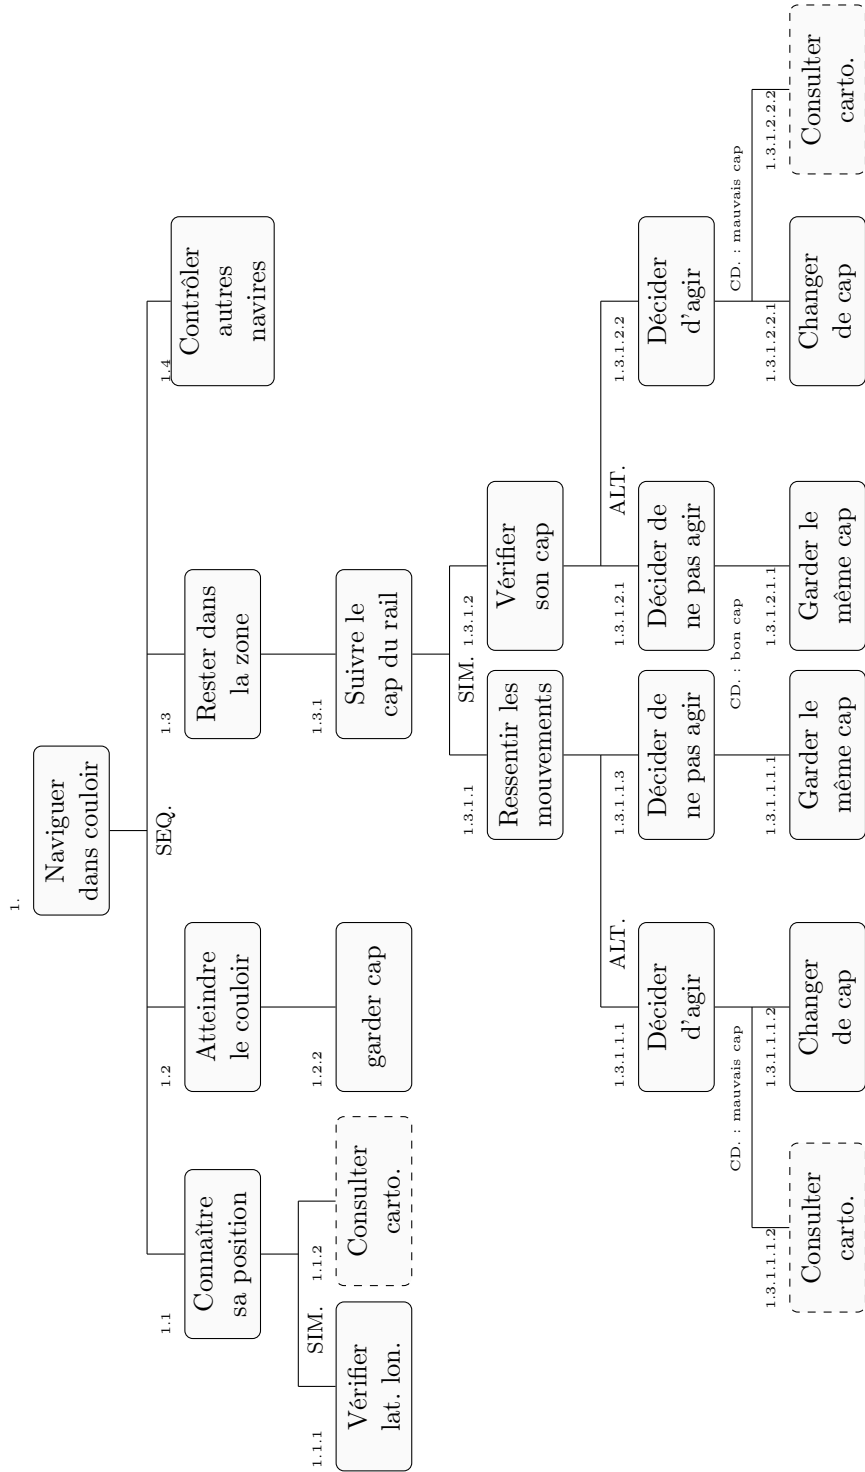 1.
Naviguer
dans couloir
SEQ.
1.1
Connaître
sa position
1.2
Atteindre
le couloir
1.3
Rester dans
la zone
1.4
Contrôler
autres
navires
SIM.
1.1.1
Vérifier
lat. lon.
1.1.2
Consulter
carto.
1.2.2
garder cap
1.3.1
Suivre le
cap du rail
SIM.
1.3.1.1
Ressentir les
mouvements
1.3.1.2
Vérifier
son cap
ALT.
ALT.
1.3.1.1.1
Décider
d'agir
1.3.1.1.3
Décider de
ne pas agir
1.3.1.2.1
Décider de
ne pas agir
1.3.1.2.2
Décider
d'agir
CD. : mauvais cap
CD. : bon cap
CD. : mauvais cap
1.3.1.1.1.2
Consulter
carto.
1.3.1.1.1.2
Changer
de cap
1.3.1.1.1.1
Garder le
même cap
1.3.1.2.1.1
Garder le
même cap
1.3.1.2.2.1
Changer
de cap
1.3.1.2.2.2
Consulter
carto.